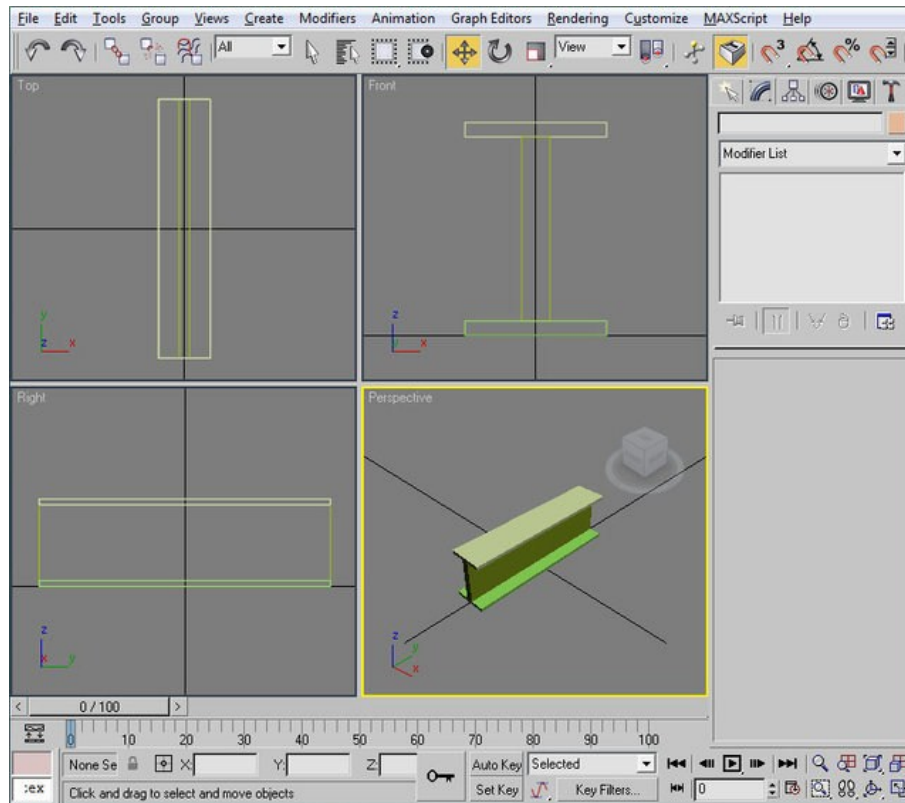 File Edit Tools Group Views Create Modifiers Animation Graph Editors Rendering Customize MAXScript Help
All View 3 %
Top
Front
Modifier List
y
z x
z
y x
Right
Perspective
z
x y
z
y
x
< 0 / 100 >
0 10 20 30 40 50 60 70 80 90 100
None Se X: Y: Z: Auto Key Selected
:ex Click and drag to select and move objects Set Key Key Filters... 0